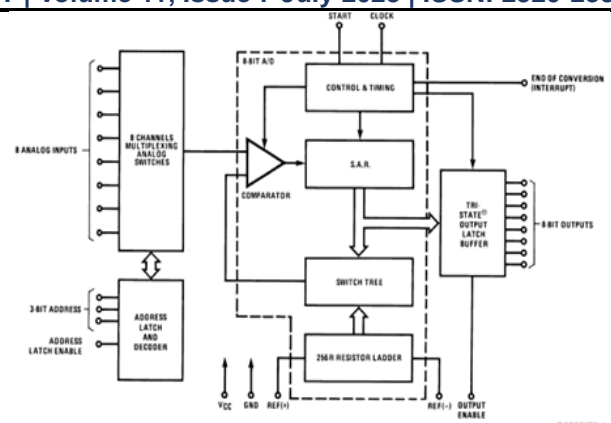 | Volume 11, Issue 7 July 2023 | ISSN: 2320-288
START CLOCK
8-BIT A/D
CONTROL & TIMING
END OF CONVERSION
(INTERRUPT)
8 ANALOG INPUTS
8 CHANNELS
MULTIPLEXING
ANALOG
SWITCHES
S.A.R.
COMPARATOR
TRI-
STATE®
OUTPUT
LATCH
BUFFER
8-BIT OUTPUTS
SWITCH TREE
3-BIT ADDRESS
ADDRESS
LATCH ENABLE
ADDRESS
LATCH
AND
DECODER
256R RESISTOR LADDER
VCC GND REF(+) REF(−) OUTPUT
ENABLE